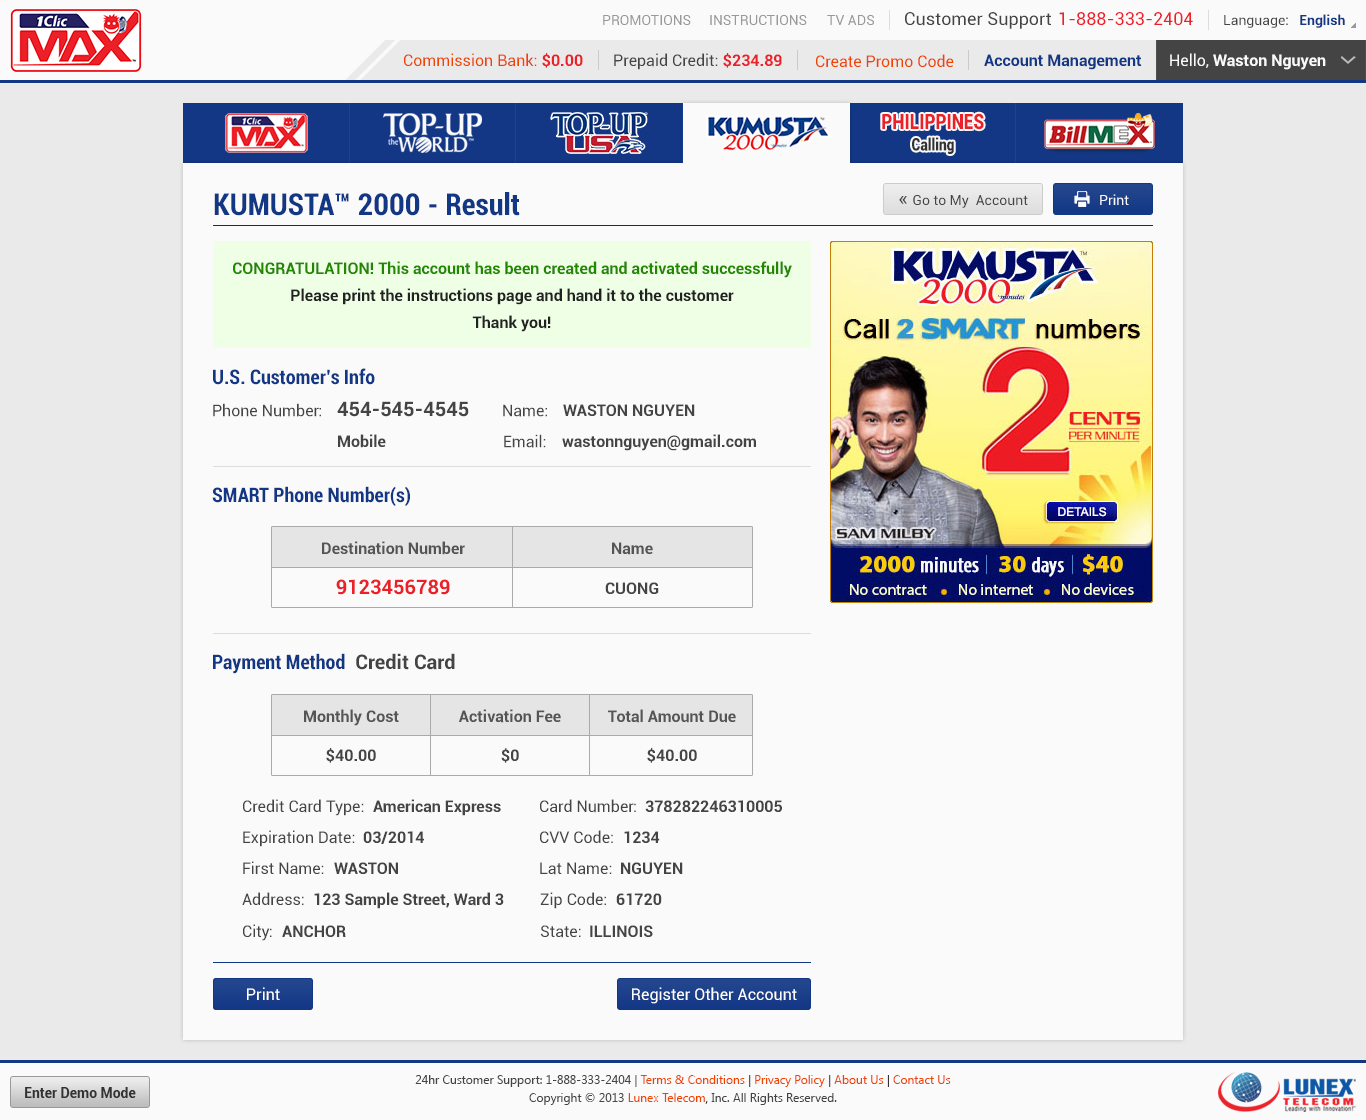 1Clic
MAX
PROMOTIONS INSTRUCTIONS TV ADS Customer Support 1-888-333-2404 Language: English
Commission Bank: $0.00 Prepaid Credit: $234.89 Create Promo Code Account Management Hello, Waston Nguyen
1Clic MAX TOP-UP the WORLD TOP-UP USA KUMUSTA 2000 PHILIPPINES Calling BillMEX
KUMUSTA™ 2000 - Result
« Go to My Account Print
CONGRATULATION! This account has been created and activated successfully
Please print the instructions page and hand it to the customer
Thank you!
U.S. Customer's Info
Phone Number: 454-545-4545 Name: WASTON NGUYEN
Mobile Email: wastonnguyen@gmail.com
SMART Phone Number(s)
Destination Number Name
9123456789 CUONG
Payment Method Credit Card
Monthly Cost Activation Fee Total Amount Due
$40.00 $0 $40.00
Credit Card Type: American Express Card Number: 378282246310005
Expiration Date: 03/2014 CVV Code: 1234
First Name: WASTON Lat Name: NGUYEN
Address: 123 Sample Street, Ward 3 Zip Code: 61720
City: ANCHOR State: ILLINOIS
Print Register Other Account
KUMUSTA™
2000 minutes
Call 2 SMART numbers
2 CENTS
PER MINUTE
DETAILS
SAM MILBY
2000 minutes | 30 days | $40
No contract • No internet • No devices
Enter Demo Mode
24hr Customer Support: 1-888-333-2404 | Terms & Conditions | Privacy Policy | About Us | Contact Us
Copyright © 2013 Lunex Telecom, Inc. All Rights Reserved.
LUNEX
TELECOM
Leading with Innovation!